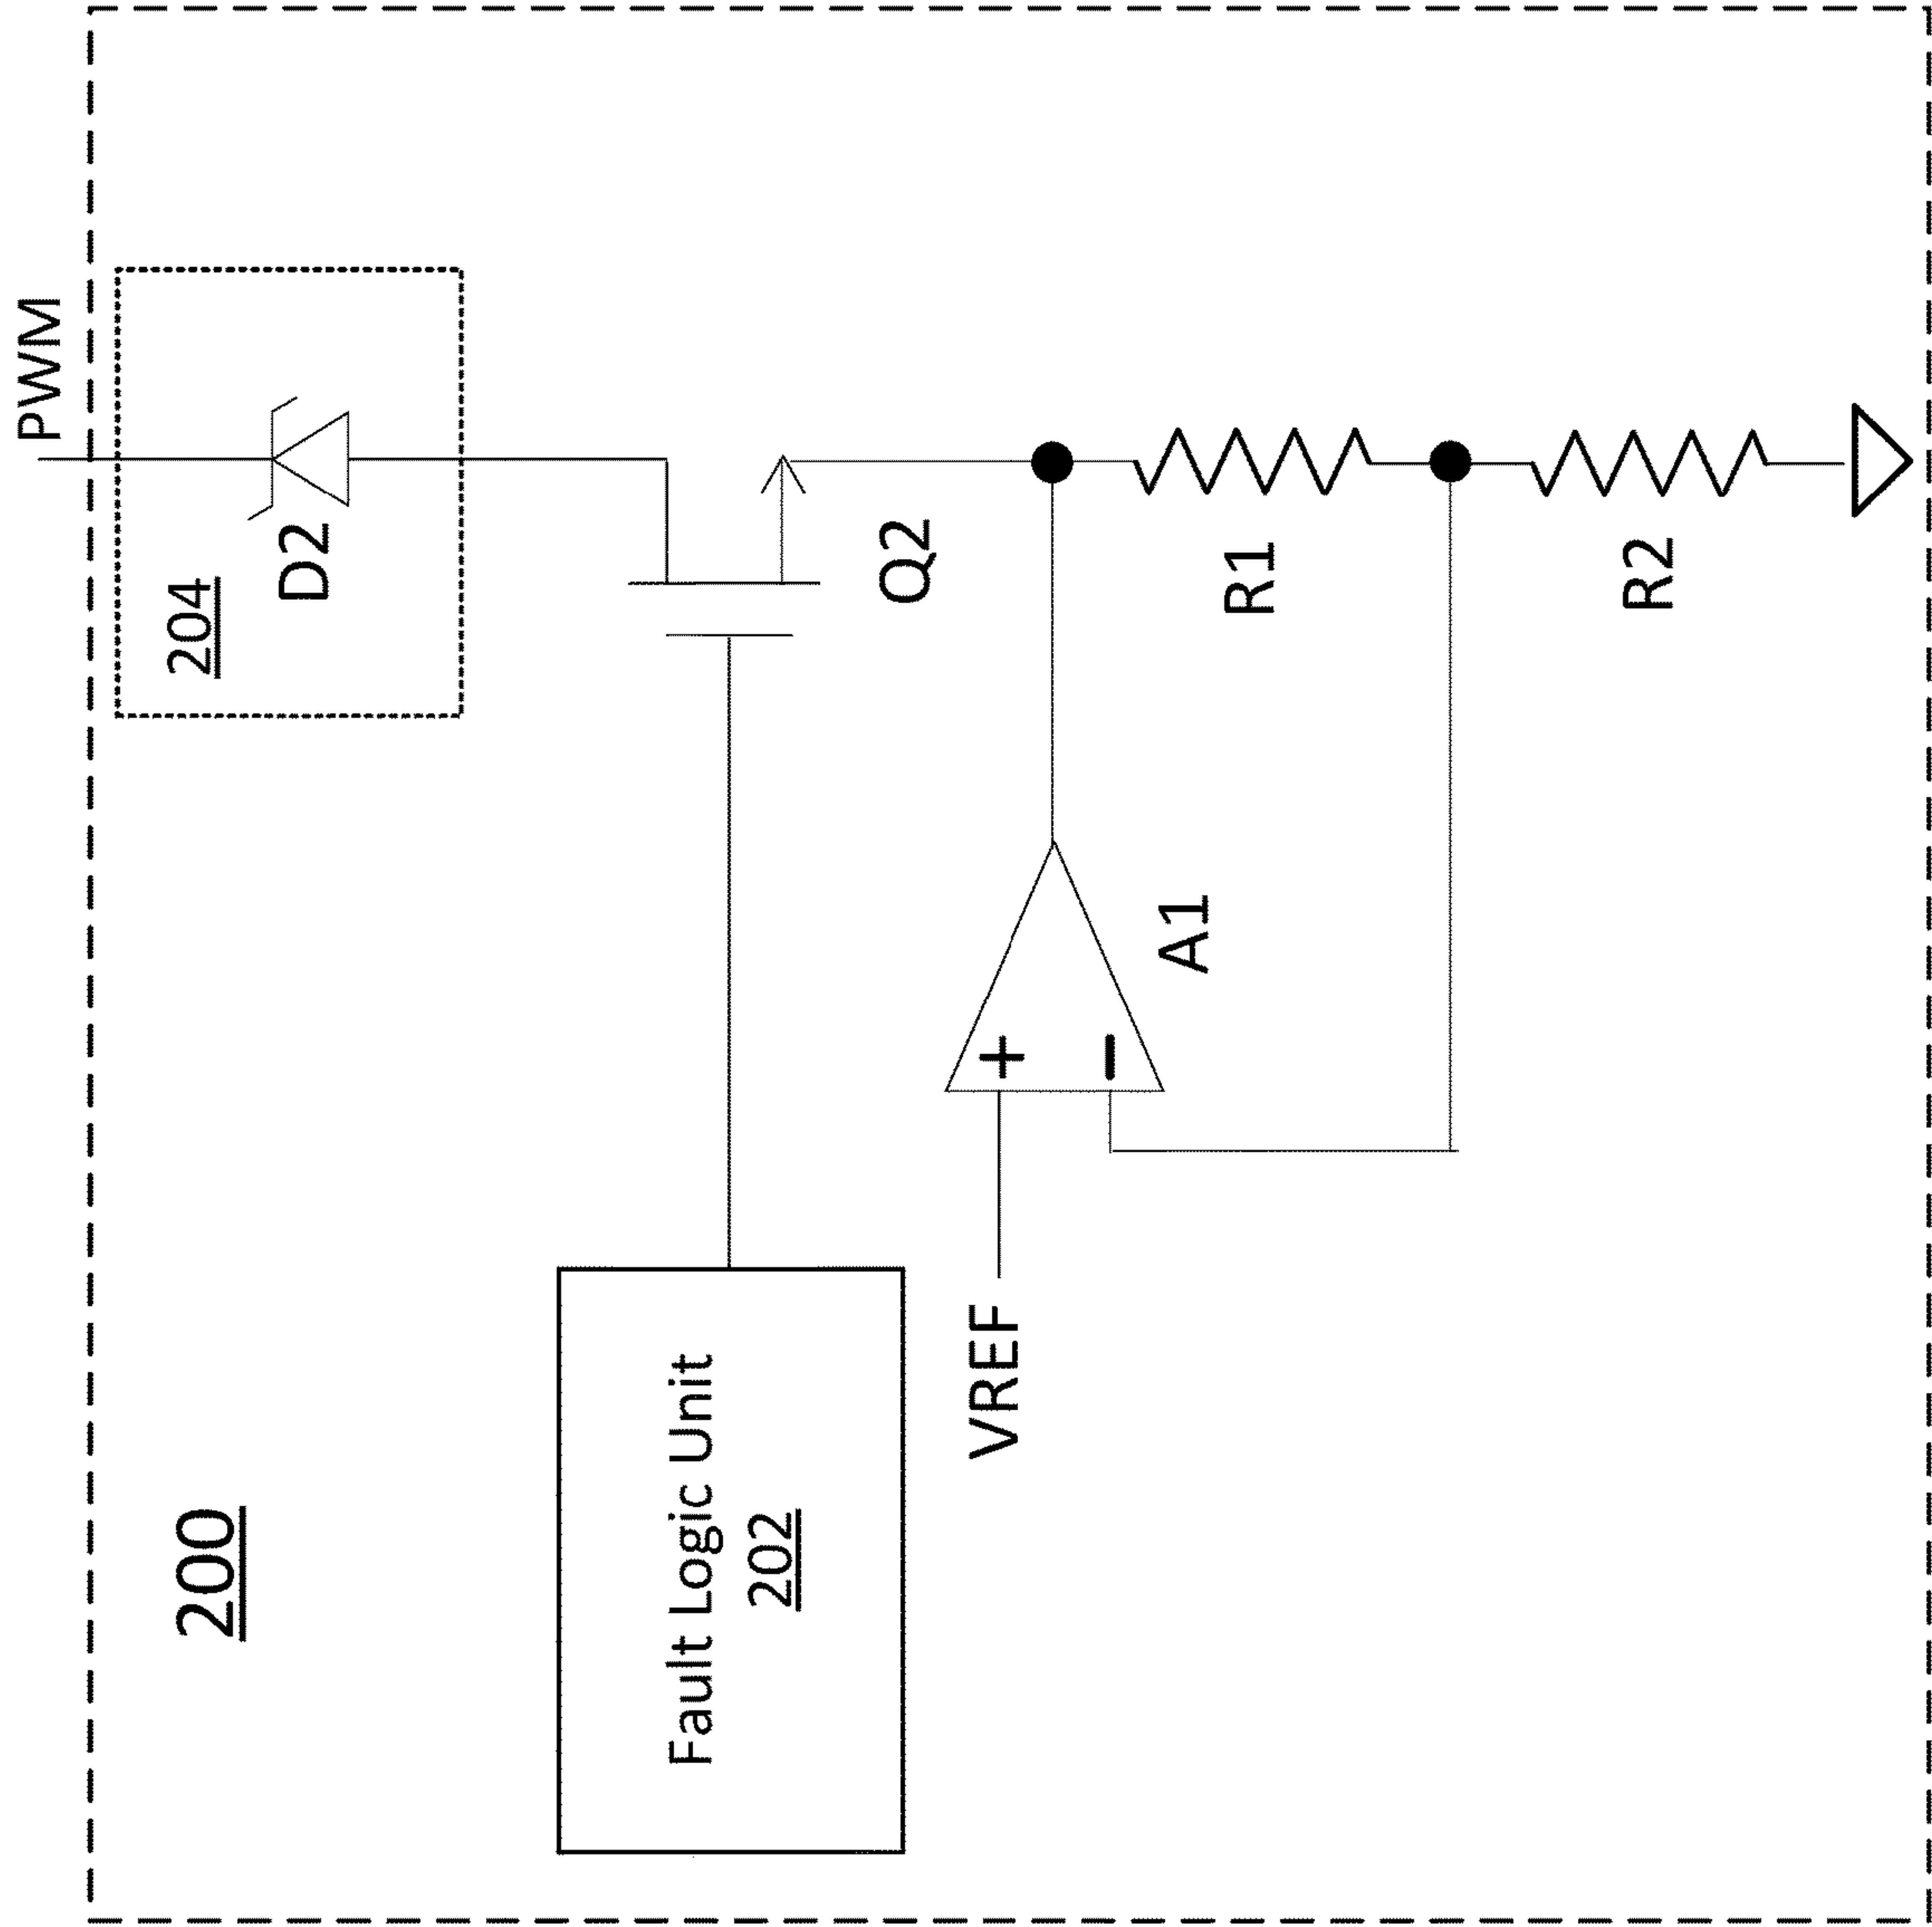 PWM
200
204
D2
Fault Logic Unit
202
Q2
VREF
+
−
A1
R1
R2